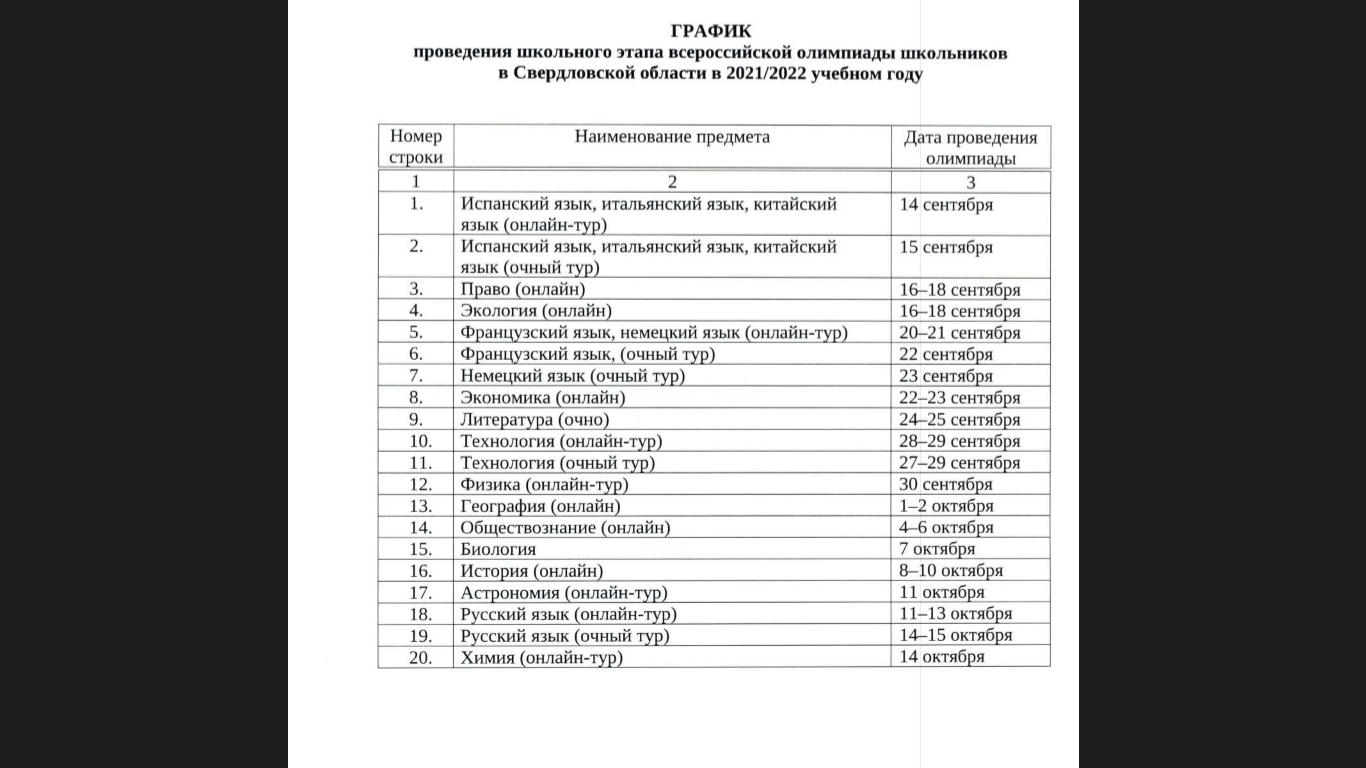 ГРАФИК
проведения школьного этапа всероссийской олимпиады школьников
в Свердловской области в 2021/2022 учебном году
Номер строки Наименование предмета Дата проведения олимпиады
1 2 3
1. Испанский язык, итальянский язык, китайский 14 сентября
язык (онлайн-тур)
2. Испанский язык, итальянский язык, китайский 15 сентября
язык (очный тур)
3. Право (онлайн) 16–18 сентября
4. Экология (онлайн) 16–18 сентября
5. Французский язык, немецкий язык (онлайн-тур) 20–21 сентября
6. Французский язык, (очный тур) 22 сентября
7. Немецкий язык (очный тур) 23 сентября
8. Экономика (онлайн) 22–23 сентября
9. Литература (очно) 24–25 сентября
10. Технология (онлайн-тур) 28–29 сентября
11. Технология (очный тур) 27–29 сентября
12. Физика (онлайн-тур) 30 сентября
13. География (онлайн) 1–2 октября
14. Обществознание (онлайн) 4–6 октября
15. Биология 7 октября
16. История (онлайн) 8–10 октября
17. Астрономия (онлайн-тур) 11 октября
18. Русский язык (онлайн-тур) 11–13 октября
19. Русский язык (очный тур) 14–15 октября
20. Химия (онлайн-тур) 14 октября